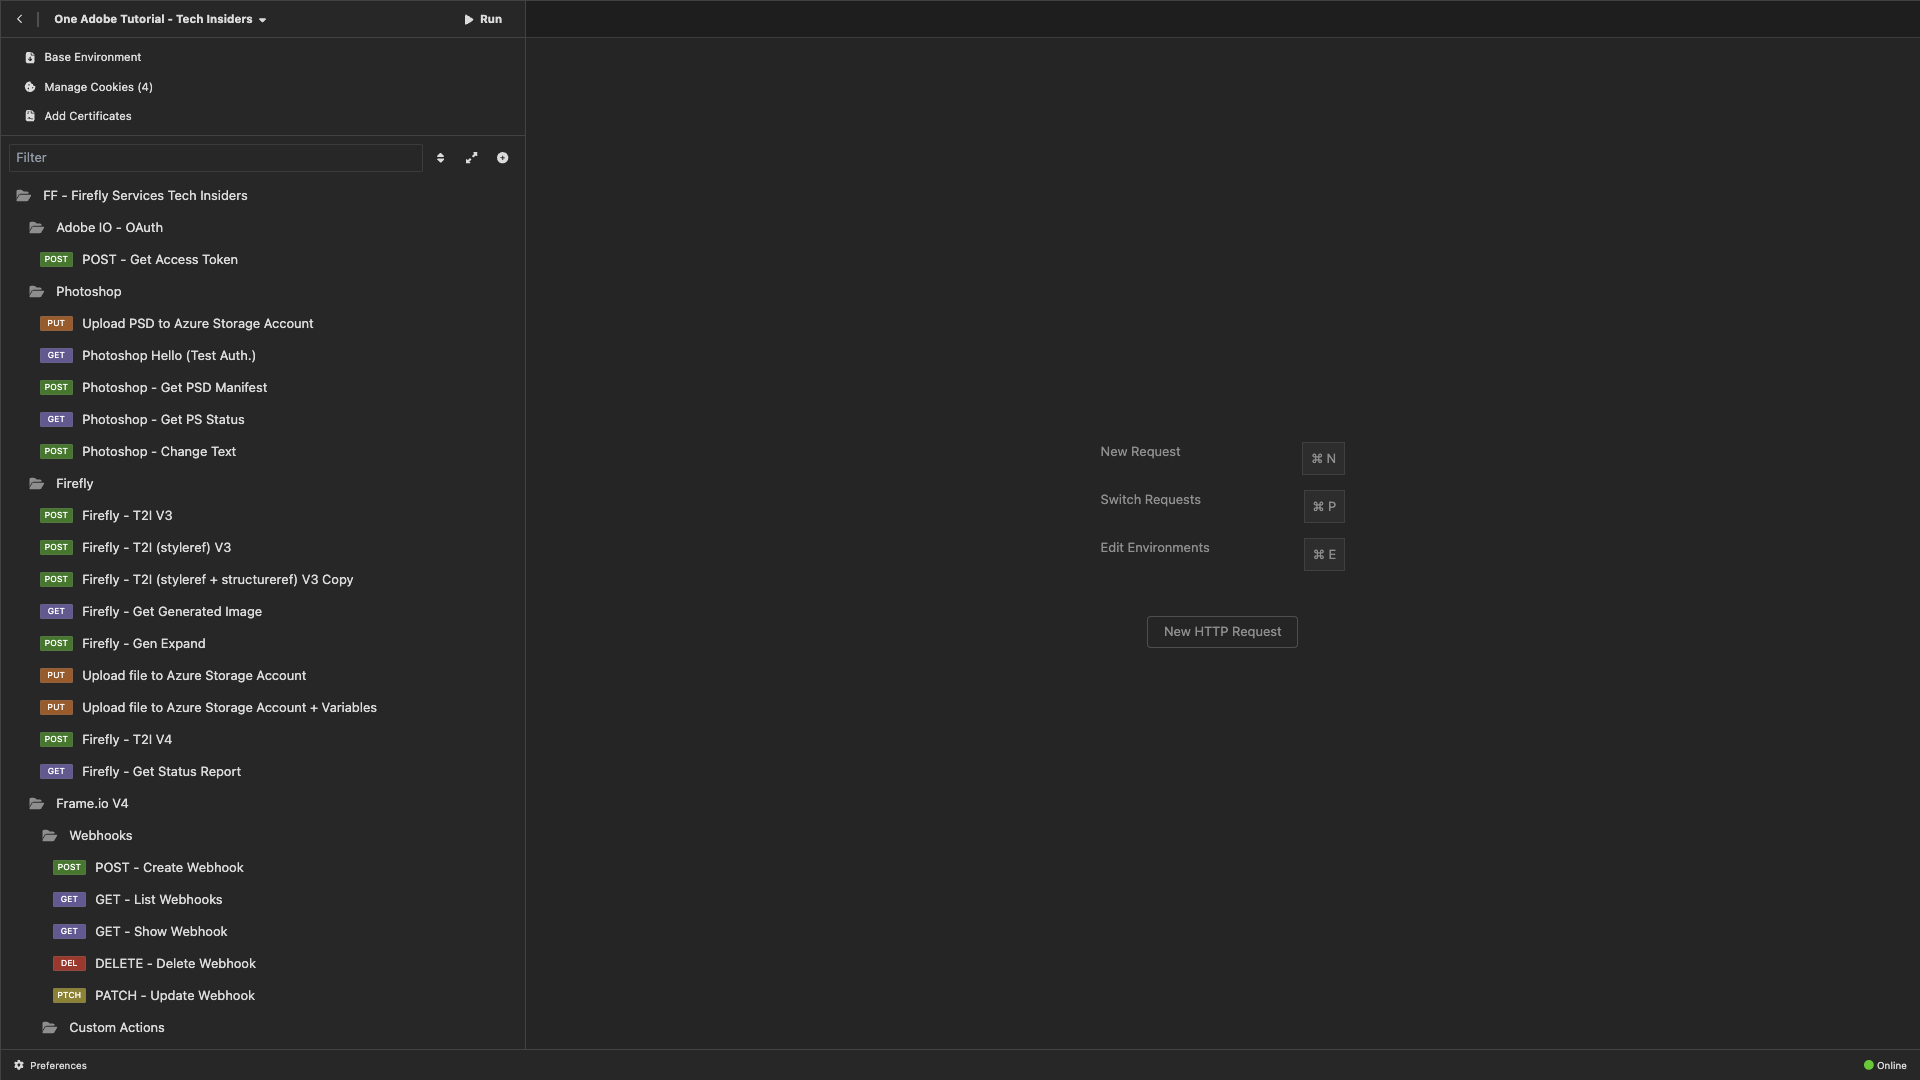 One Adobe Tutorial - Tech Insiders
Run
Base Environment
Manage Cookies (4)
Add Certificates
Filter
FF - Firefly Services Tech Insiders
Adobe IO - OAuth
POST POST - Get Access Token
Photoshop
PUT Upload PSD to Azure Storage Account
GET Photoshop Hello (Test Auth.)
POST Photoshop - Get PSD Manifest
GET Photoshop - Get PS Status
POST Photoshop - Change Text
Firefly
POST Firefly - T2I V3
POST Firefly - T2I (styleref) V3
POST Firefly - T2I (styleref + structureref) V3 Copy
GET Firefly - Get Generated Image
POST Firefly - Gen Expand
PUT Upload file to Azure Storage Account
PUT Upload file to Azure Storage Account + Variables
POST Firefly - T2I V4
GET Firefly - Get Status Report
Frame.io V4
Webhooks
POST POST - Create Webhook
GET GET - List Webhooks
GET GET - Show Webhook
DEL DELETE - Delete Webhook
PTCH PATCH - Update Webhook
Custom Actions
New Request ⌘ N
Switch Requests ⌘ P
Edit Environments ⌘ E
New HTTP Request
Preferences
Online